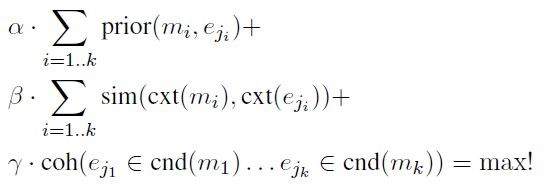 α · ∑ prior(m_i, e_{j_i})+
i=1..k
β · ∑ sim(cxt(m_i), cxt(e_{j_i}))+
i=1..k
γ · coh(e_{j_1} ∈ cnd(m_1) . . . e_{j_k} ∈ cnd(m_k)) = max!